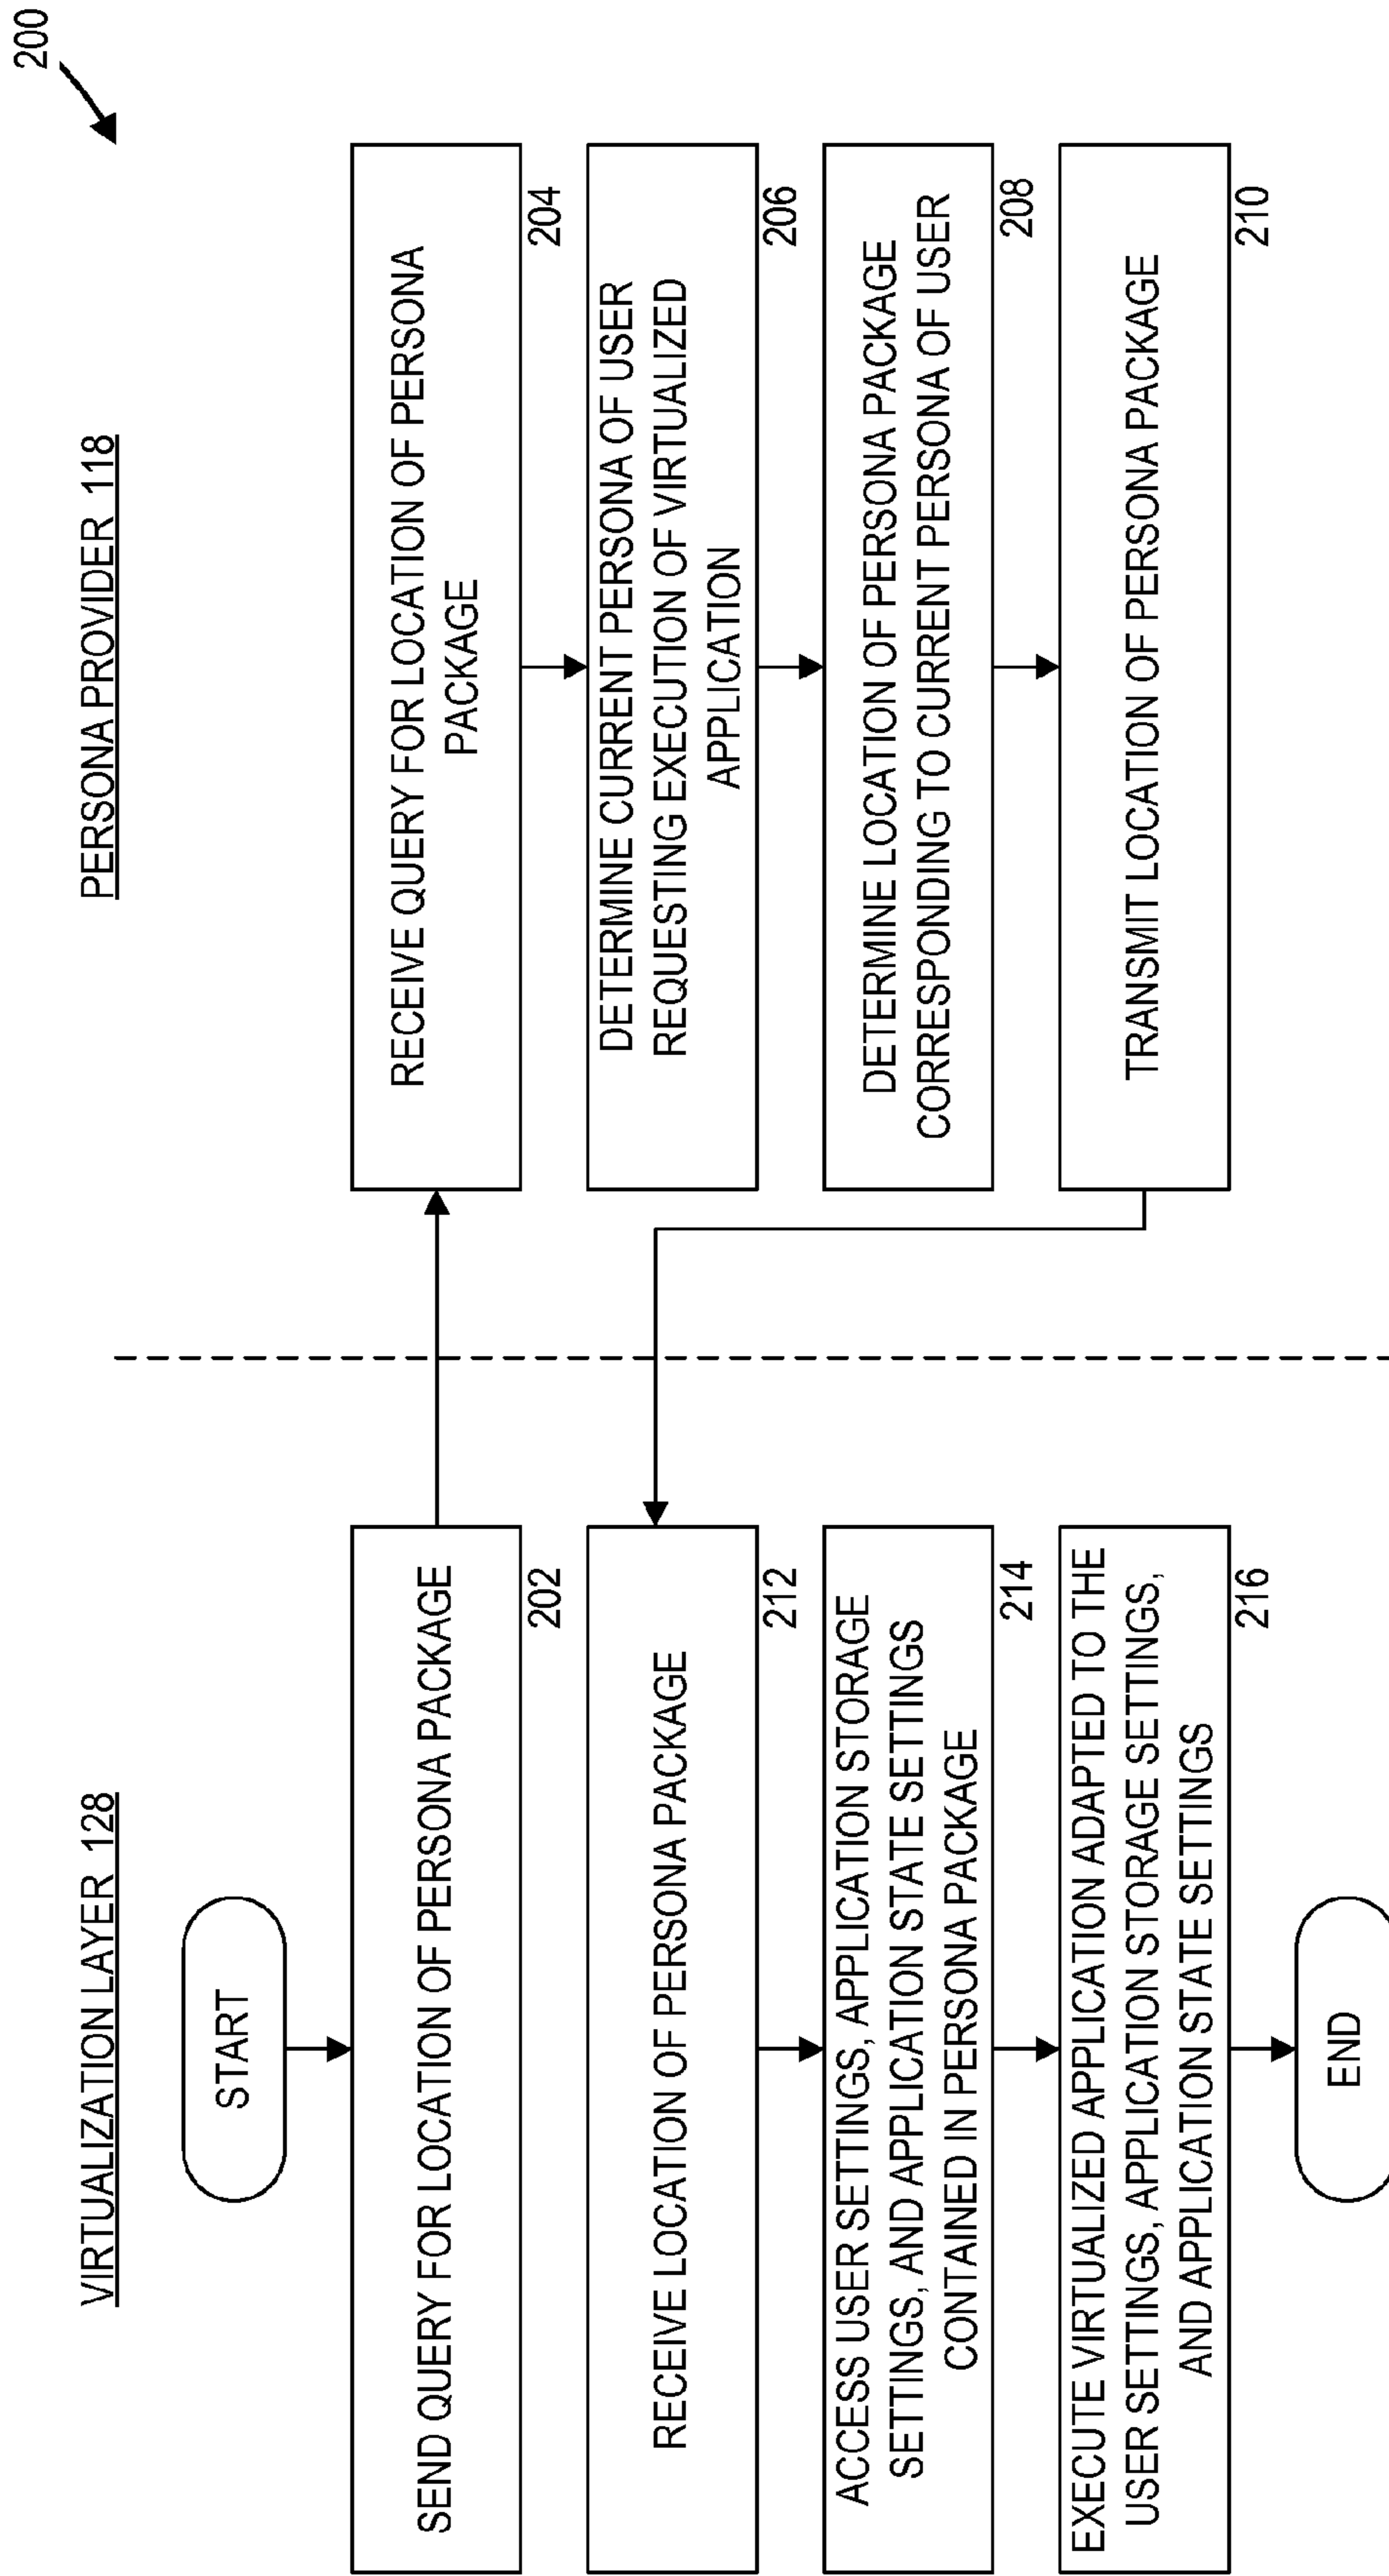 200
VIRTUALIZATION LAYER 128
START
SEND QUERY FOR LOCATION OF PERSONA PACKAGE
202
RECEIVE LOCATION OF PERSONA PACKAGE
212
ACCESS USER SETTINGS, APPLICATION STORAGE
SETTINGS, AND APPLICATION STATE SETTINGS
CONTAINED IN PERSONA PACKAGE
214
EXECUTE VIRTUALIZED APPLICATION ADAPTED TO THE
USER SETTINGS, APPLICATION STORAGE SETTINGS,
AND APPLICATION STATE SETTINGS
216
END
PERSONA PROVIDER 118
RECEIVE QUERY FOR LOCATION OF PERSONA
PACKAGE
204
DETERMINE CURRENT PERSONA OF USER
REQUESTING EXECUTION OF VIRTUALIZED
APPLICATION
206
DETERMINE LOCATION OF PERSONA PACKAGE
CORRESPONDING TO CURRENT PERSONA OF USER
208
TRANSMIT LOCATION OF PERSONA PACKAGE
210